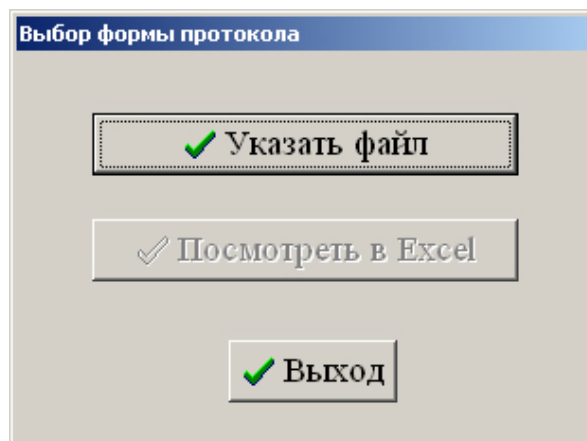 Выбор формы протокола
Указать файл
Посмотреть в Excel
Выход